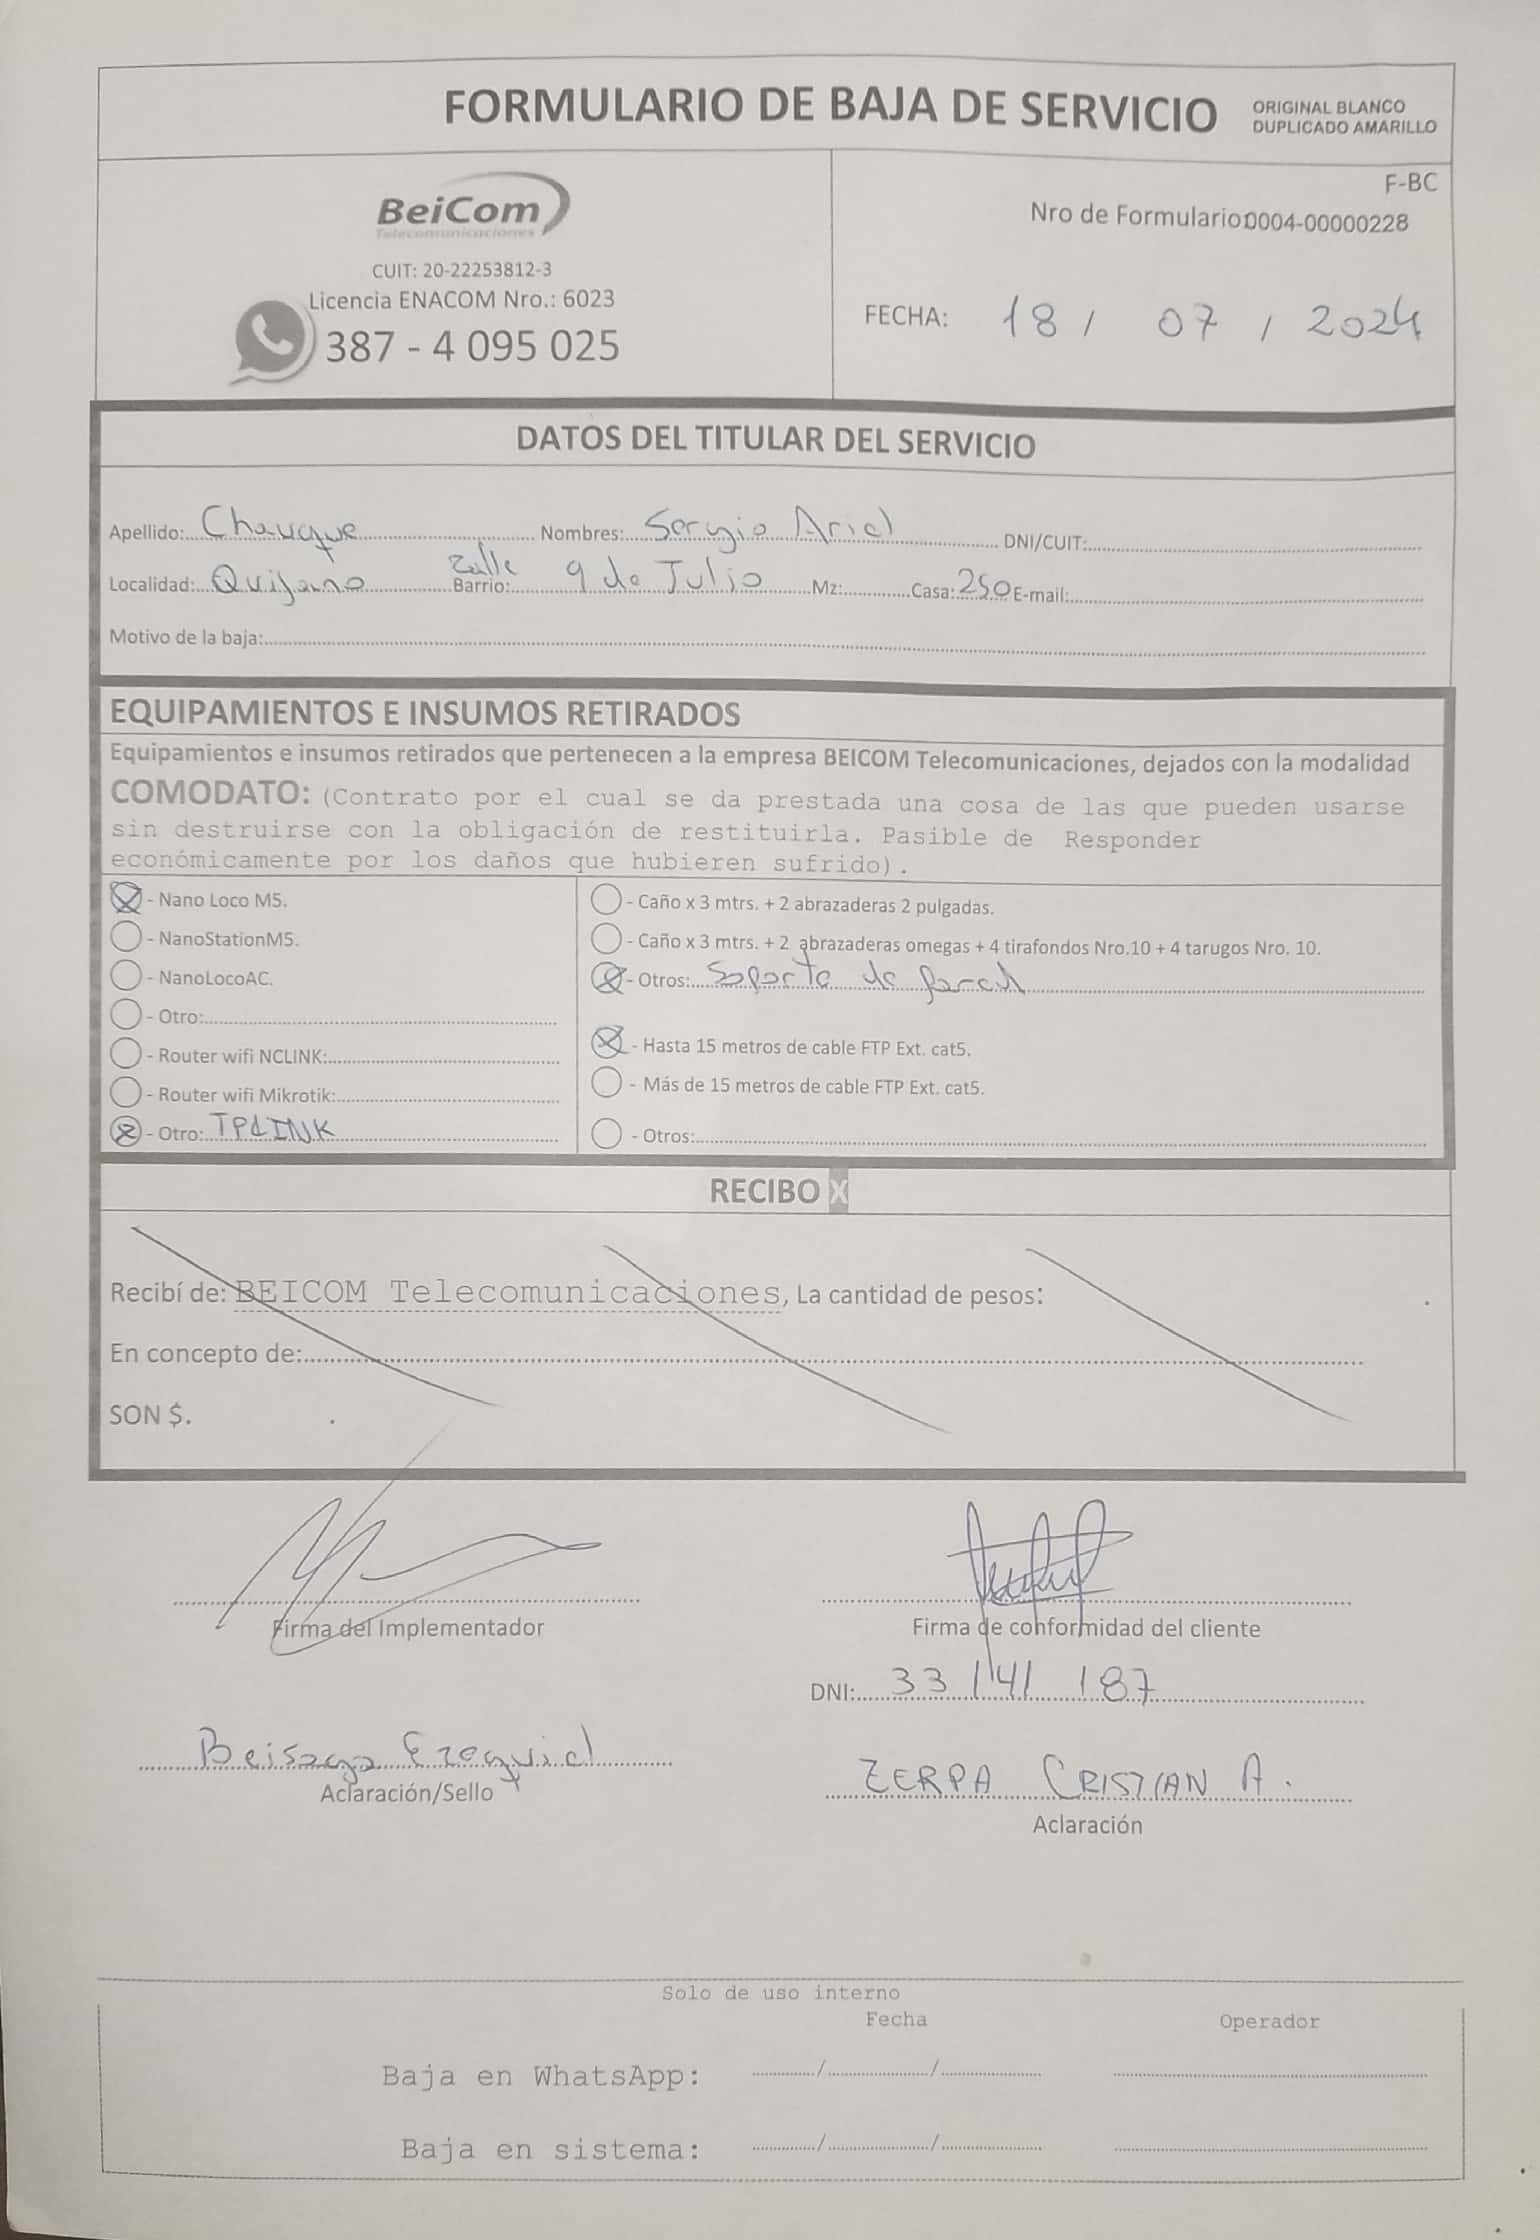 FORMULARIO DE BAJA DE SERVICIO
ORIGINAL BLANCO
DUPLICADO AMARILLO
BeiCom
Telecomunicaciones
CUIT: 20-22253812-3
Licencia ENACOM Nro.: 6023
387 - 4 095 025
F-BC
Nro de Formulario:0004-00000228
FECHA: 18 / 07 / 2024
DATOS DEL TITULAR DEL SERVICIO
Apellido: Chauque Nombres: Sergio Ariel DNI/CUIT:
Localidad: Quijano Barrio: Zalle 9 de Julio Mz: Casa: 250 E-mail:
Motivo de la baja:
EQUIPAMIENTOS E INSUMOS RETIRADOS
Equipamientos e insumos retirados que pertenecen a la empresa BEICOM Telecomunicaciones, dejados con la modalidad
COMODATO: (Contrato por el cual se da prestada una cosa de las que pueden usarse
sin destruirse con la obligación de restituirla. Pasible de Responder
económicamente por los daños que hubieren sufrido).
- Nano Loco M5.
- NanoStationM5.
- NanoLocoAC.
- Otro:
- Router wifi NCLINK:
- Router wifi Mikrotik:
- Otro: TPLINK
- Caño x 3 mtrs. + 2 abrazaderas 2 pulgadas.
- Caño x 3 mtrs. + 2 abrazaderas omegas + 4 tirafondos Nro.10 + 4 tarugos Nro. 10.
- Otros: Soporte de pared
- Hasta 15 metros de cable FTP Ext. cat5.
- Más de 15 metros de cable FTP Ext. cat5.
- Otros:
RECIBO X
Recibí de: BEICOM Telecomunicaciones, La cantidad de pesos:
En concepto de:
SON $.
Firma del Implementador
Firma de conformidad del cliente
DNI: 33 141 187
Beisaga Ezequiel
Aclaración/Sello
ZERPA CRISTIAN A.
Aclaración
Solo de uso interno
Fecha Operador
Baja en WhatsApp: / /
Baja en sistema: / /